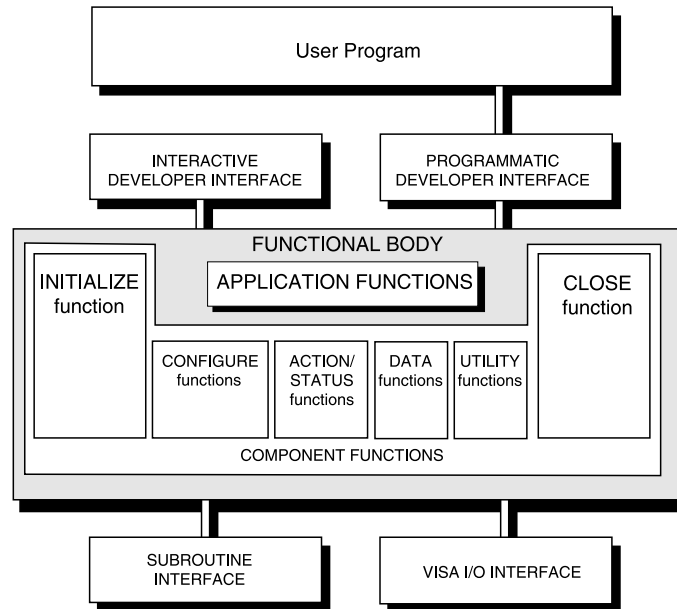 User Program
INTERACTIVE
DEVELOPER INTERFACE
PROGRAMMATIC
DEVELOPER INTERFACE
FUNCTIONAL BODY
APPLICATION FUNCTIONS
INITIALIZE
function
CLOSE
function
CONFIGURE
functions
ACTION/
STATUS
functions
DATA
functions
UTILITY
functions
COMPONENT FUNCTIONS
SUBROUTINE
INTERFACE
VISA I/O INTERFACE